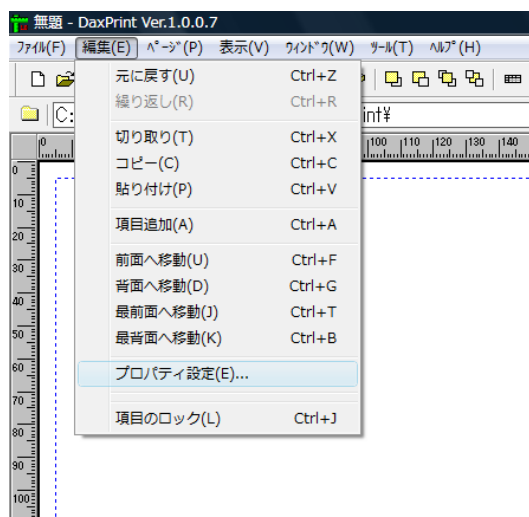 無題 - DaxPrint Ver.1.0.0.7
ﾌｧｲﾙ(F) 編集(E) ﾍﾟｰｼﾞ(P) 表示(V) ｳｨﾝﾄﾞｳ(W) ﾂｰﾙ(T) ﾍﾙﾌﾟ(H)
元に戻す(U) Ctrl+Z
繰り返し(R) Ctrl+R
C: int¥
切り取り(T) Ctrl+X
コピー(C) Ctrl+C
貼り付け(P) Ctrl+V
項目追加(A) Ctrl+A
前面へ移動(U) Ctrl+F
背面へ移動(D) Ctrl+G
最前面へ移動(J) Ctrl+T
最背面へ移動(K) Ctrl+B
プロパティ設定(E)...
項目のロック(L) Ctrl+J
0 100 110 120 130 140
0
10
20
30
40
50
60
70
80
90
100